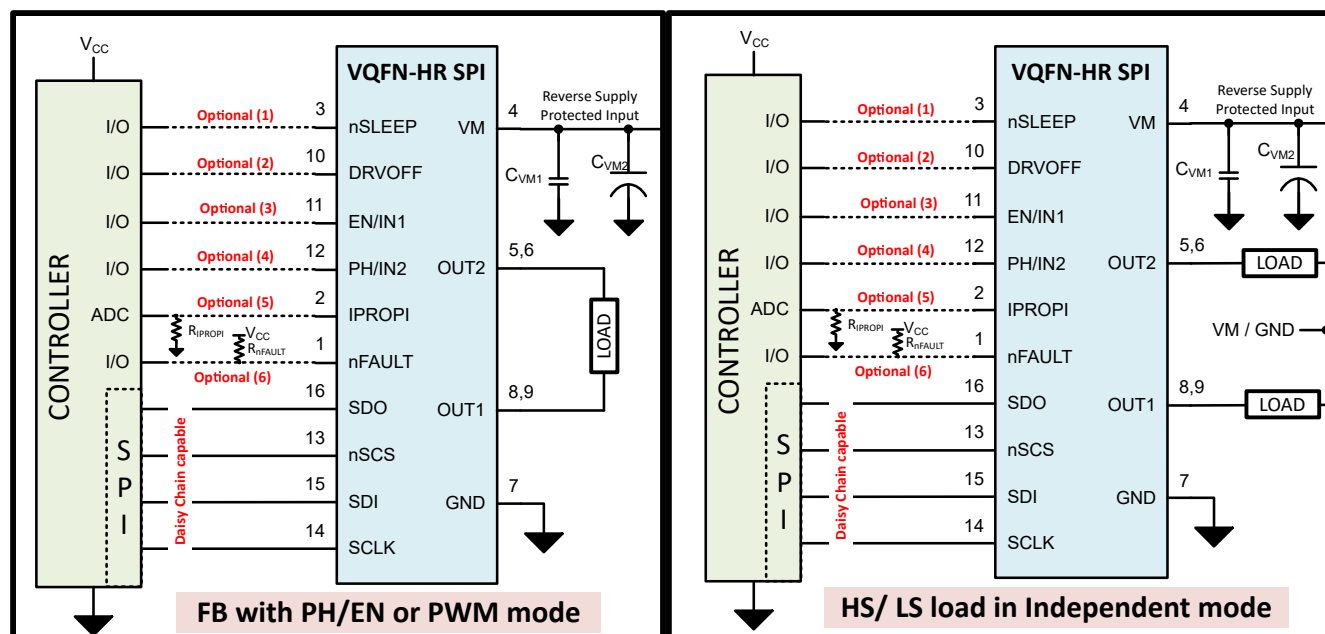 VCC
VQFN-HR SPI
CONTROLLER
I/O
Optional (1)
3
nSLEEP
VM
4
Reverse Supply
Protected Input
I/O
Optional (2)
10
DRVOFF
CVM1
CVM2
I/O
Optional (3)
11
EN/IN1
I/O
Optional (4)
12
PH/IN2
OUT2
5,6
ADC
Optional (5)
2
IPROPI
RIPROPI
VCC
RnFAULT
LOAD
I/O
1
nFAULT
Optional (6)
16
SDO
OUT1
8,9
SPI
Daisy Chain capable
13
nSCS
15
SDI
GND
7
14
SCLK
FB with PH/EN or PWM mode
VCC
VQFN-HR SPI
CONTROLLER
I/O
Optional (1)
3
nSLEEP
VM
4
Reverse Supply
Protected Input
I/O
Optional (2)
10
DRVOFF
CVM1
CVM2
I/O
Optional (3)
11
EN/IN1
I/O
Optional (4)
12
PH/IN2
OUT2
5,6
LOAD
ADC
Optional (5)
2
IPROPI
RIPROPI
VCC
RnFAULT
VM / GND
I/O
1
nFAULT
Optional (6)
16
SDO
OUT1
8,9
LOAD
SPI
Daisy Chain capable
13
nSCS
15
SDI
GND
7
14
SCLK
HS/ LS load in Independent mode